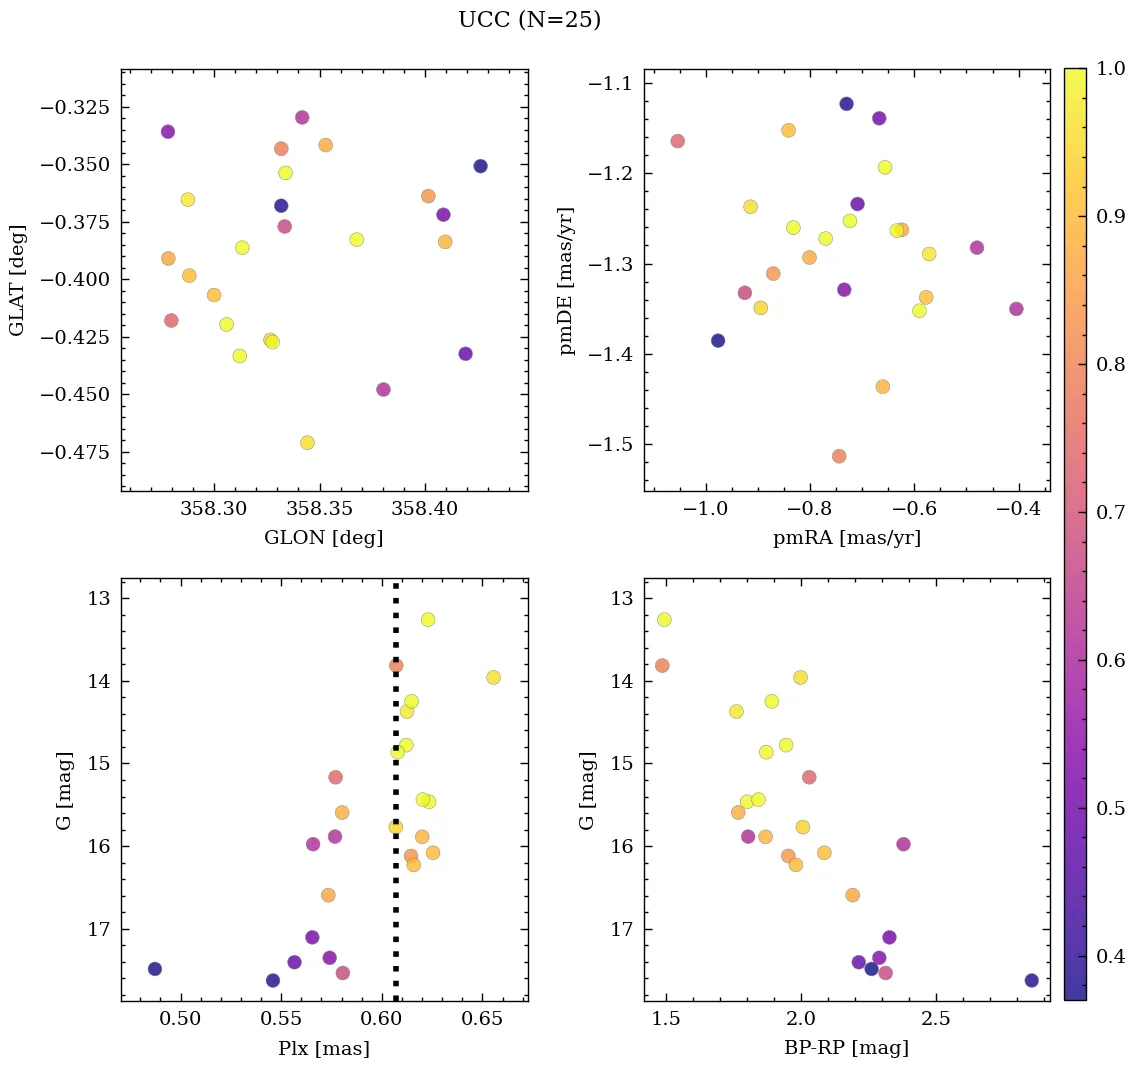 UCC (N=25)
−0.325
−0.350
−0.375
−0.400
−0.425
−0.450
−0.475
GLAT [deg]
358.30 358.35 358.40
GLON [deg]
−1.1
−1.2
−1.3
−1.4
−1.5
pmDE [mas/yr]
−1.0 −0.8 −0.6 −0.4
pmRA [mas/yr]
13
14
15
16
17
G [mag]
0.50 0.55 0.60 0.65
Plx [mas]
13
14
15
16
17
G [mag]
1.5 2.0 2.5
BP-RP [mag]
1.0
0.9
0.8
0.7
0.6
0.5
0.4